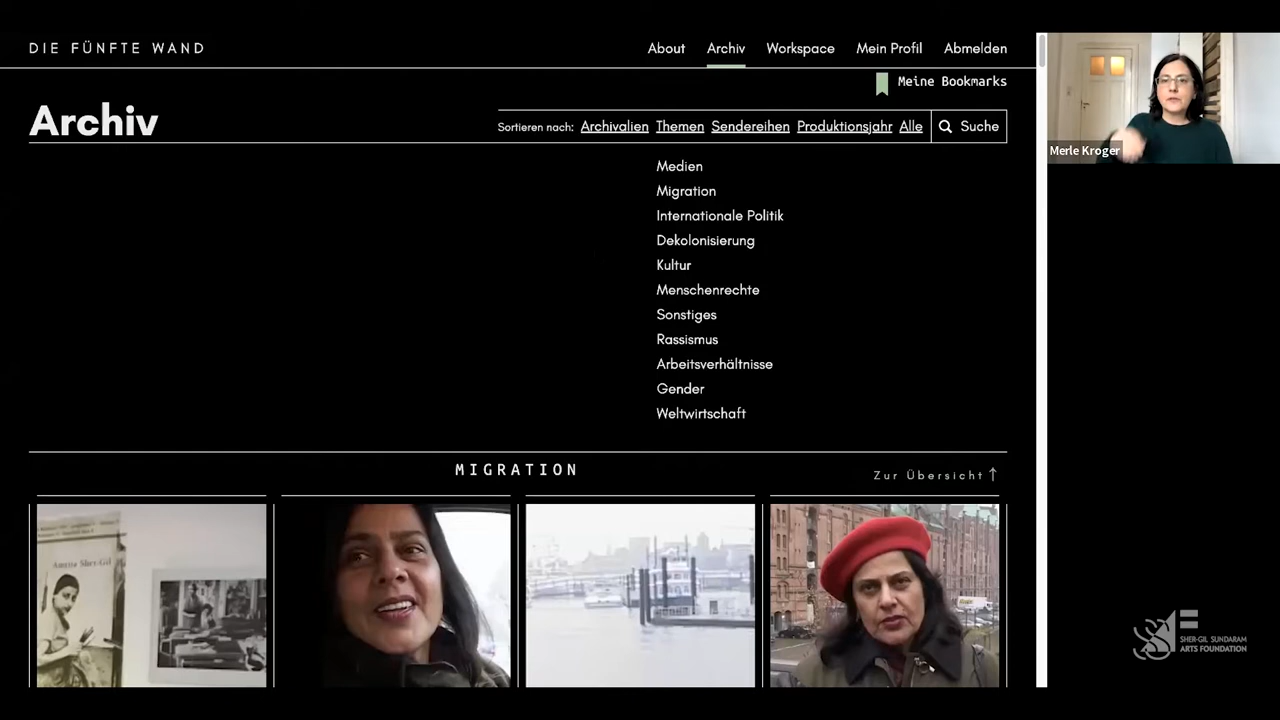 DIE FÜNFTE WAND
About Archiv Workspace Mein Profil Abmelden
Meine Bookmarks
Archiv
Sortieren nach: Archivalien Themen Sendereihen Produktionsjahr Alle Suche
Medien
Migration
Internationale Politik
Dekolonisierung
Kultur
Menschenrechte
Sonstiges
Rassismus
Arbeitsverhältnisse
Gender
Weltwirtschaft
MIGRATION
Zur Übersicht ↑
Amrita Sher-Gil
Merle Kroger
SHER-GIL SUNDARAM
ARTS FOUNDATION